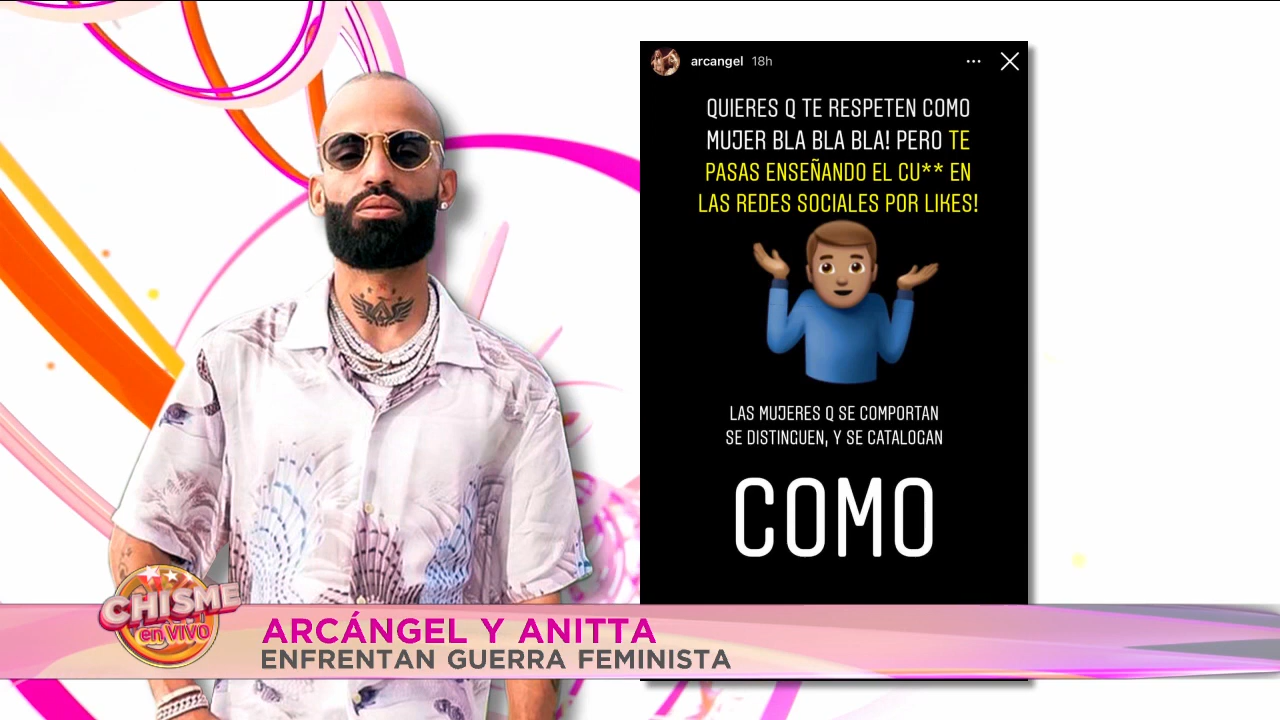 arcangel 18h
QUIERES Q TE RESPETEN COMO
MUJER BLA BLA BLA! PERO TE
PASAS ENSEÑANDO EL CU** EN
LAS REDES SOCIALES POR LIKES!
LAS MUJERES Q SE COMPORTAN
SE DISTINGUEN, Y SE CATALOGAN
COMO
CHISME
en VIVO
ARCÁNGEL Y ANITTA
ENFRENTAN GUERRA FEMINISTA